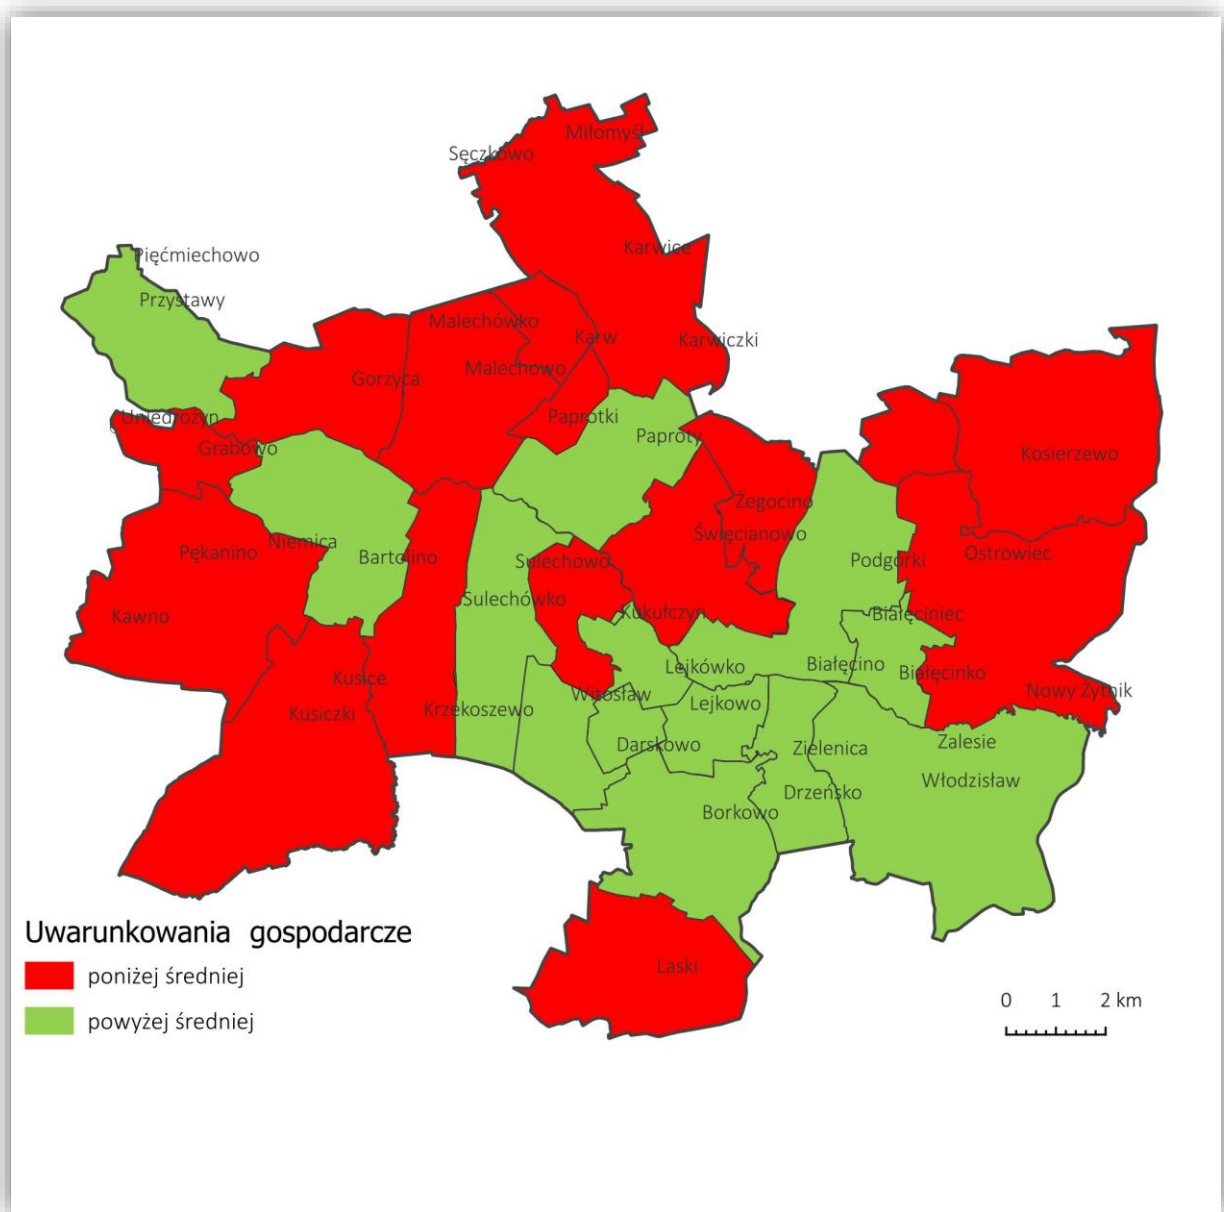 Miłomyśl
Sęczkowo
Karwice
Pięćmiechowo
Przystawy
Malechówko
Karw
Karwiczki
Malechowo
Gorzyca
Paprotki
Uniedrożyn
Paproty
Grabowo
Kosierzewo
Żegocino
Święcianowo
Niemica
Pękanino
Bartolino
Sulechowo
Podgórki
Ostrowiec
Sulechówko
Kawno
Kukułczyn
Białęciniec
Lejkówko
Białęcino
Białęcinko
Kusice
Witosław
Nowy Żytnik
Kusiczki
Krzekoszewo
Lejkowo
Darskowo
Zielenica
Zalesie
Włodzisław
Drzeńsko
Borkowo
Uwarunkowania gospodarcze
poniżej średniej
powyżej średniej
Laski
0 1 2 km